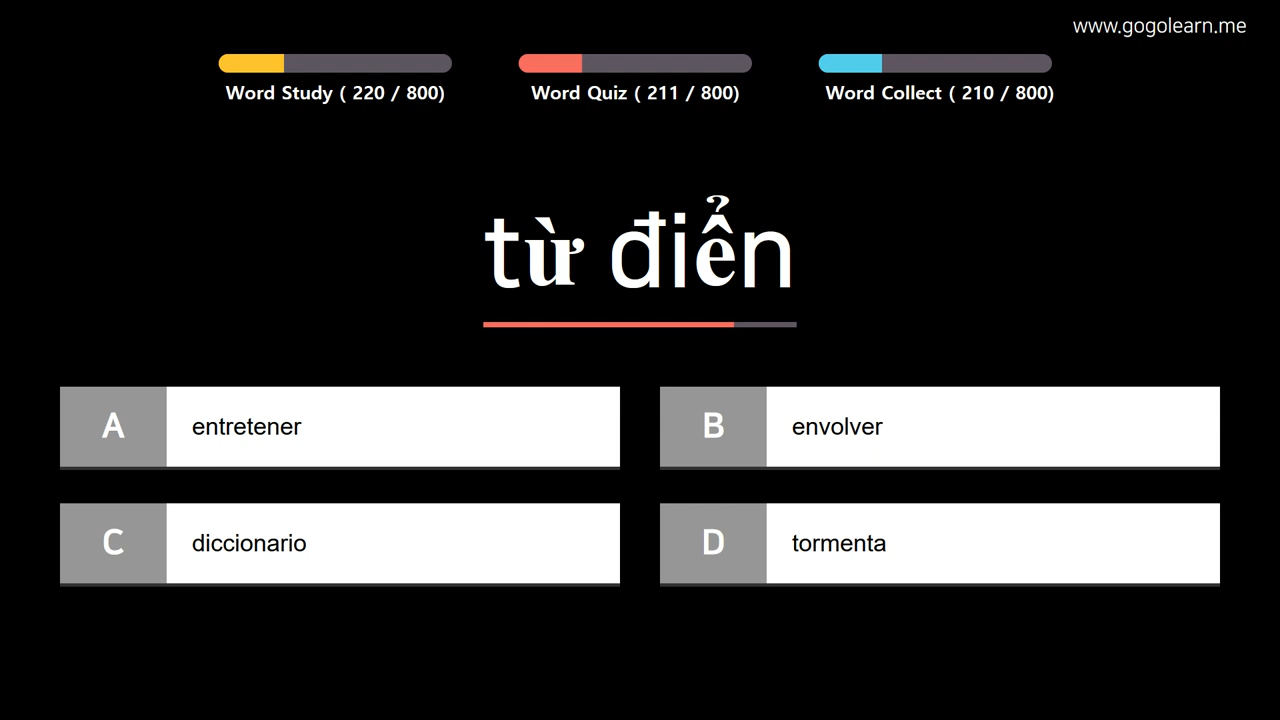 www.gogolearn.me
Word Study ( 220 / 800)
Word Quiz ( 211 / 800)
Word Collect ( 210 / 800)
từ điển
A entretener
B envolver
C diccionario
D tormenta